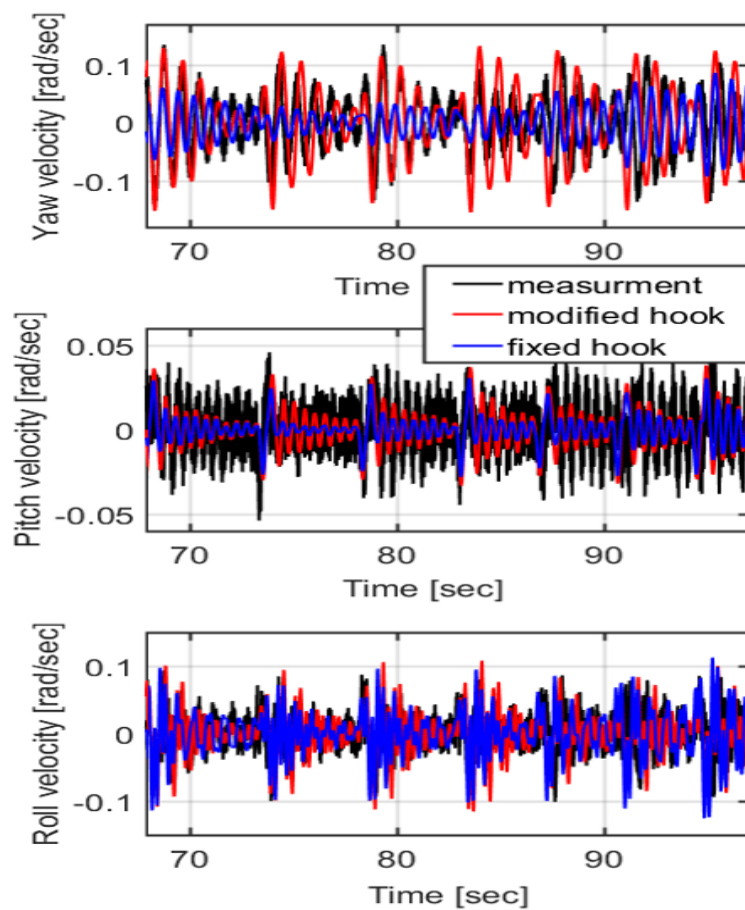 Yaw velocity [rad/sec]
0.1
0
-0.1
70
80
90
Time
measurment
modified hook
fixed hook
Pitch velocity [rad/sec]
0.05
0
-0.05
70
80
90
Time [sec]
Roll velocity [rad/sec]
0.1
0
-0.1
70
80
90
Time [sec]